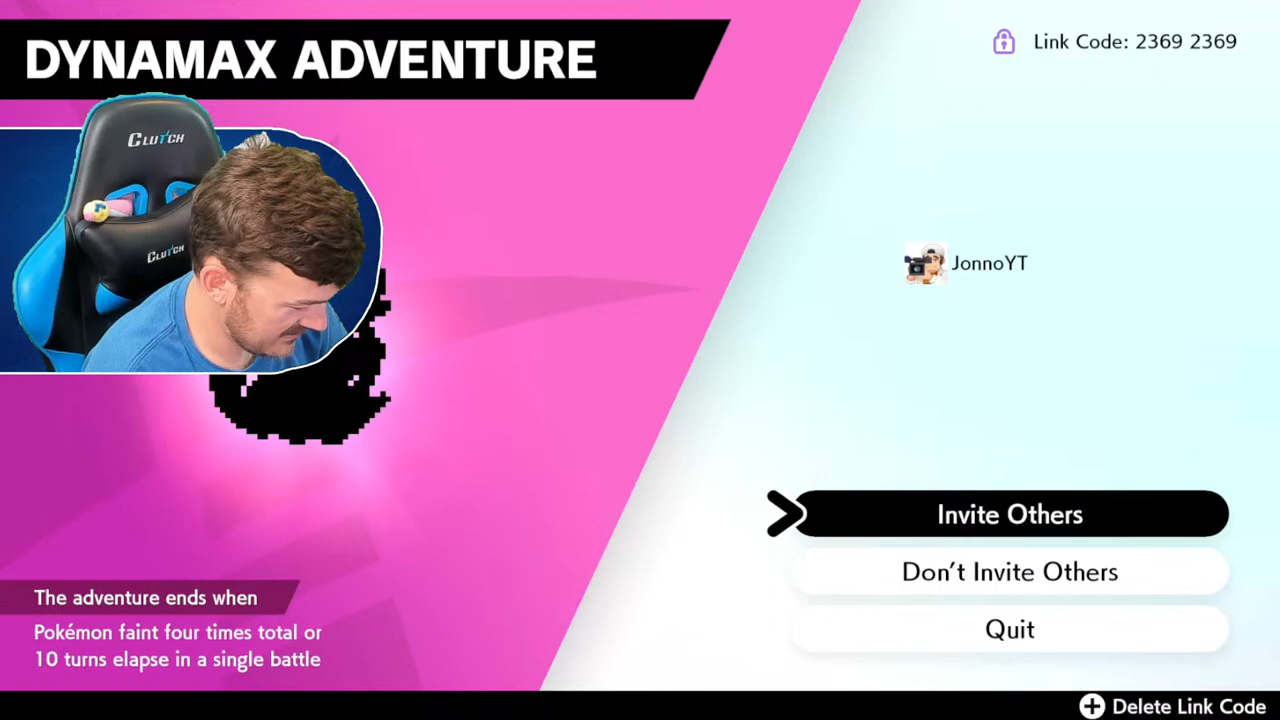 DYNAMAX ADVENTURE
Link Code: 2369 2369
CLUTCH
CLUTCH
JonnoYT
Invite Others
Don't Invite Others
Quit
The adventure ends when
Pokémon faint four times total or
10 turns elapse in a single battle
Delete Link Code